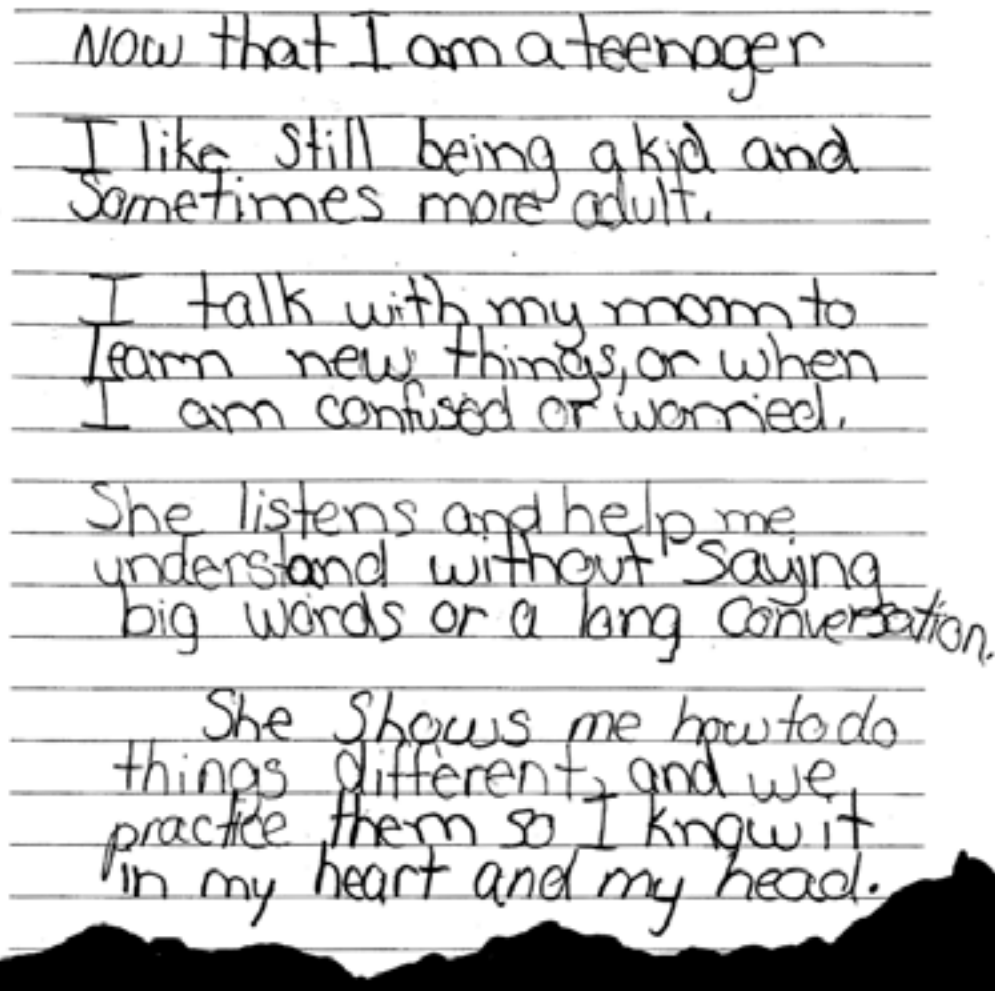 Now that I am a teenager
I like still being a kid and
Sometimes more adult.
I talk with my mom to
learn new things, or when
I am confused or worried.
She listens and help me
understand without saying
big words or a long conversation.
She Shows me how to do
things different, and we
practice them so I know it
in my heart and my head.